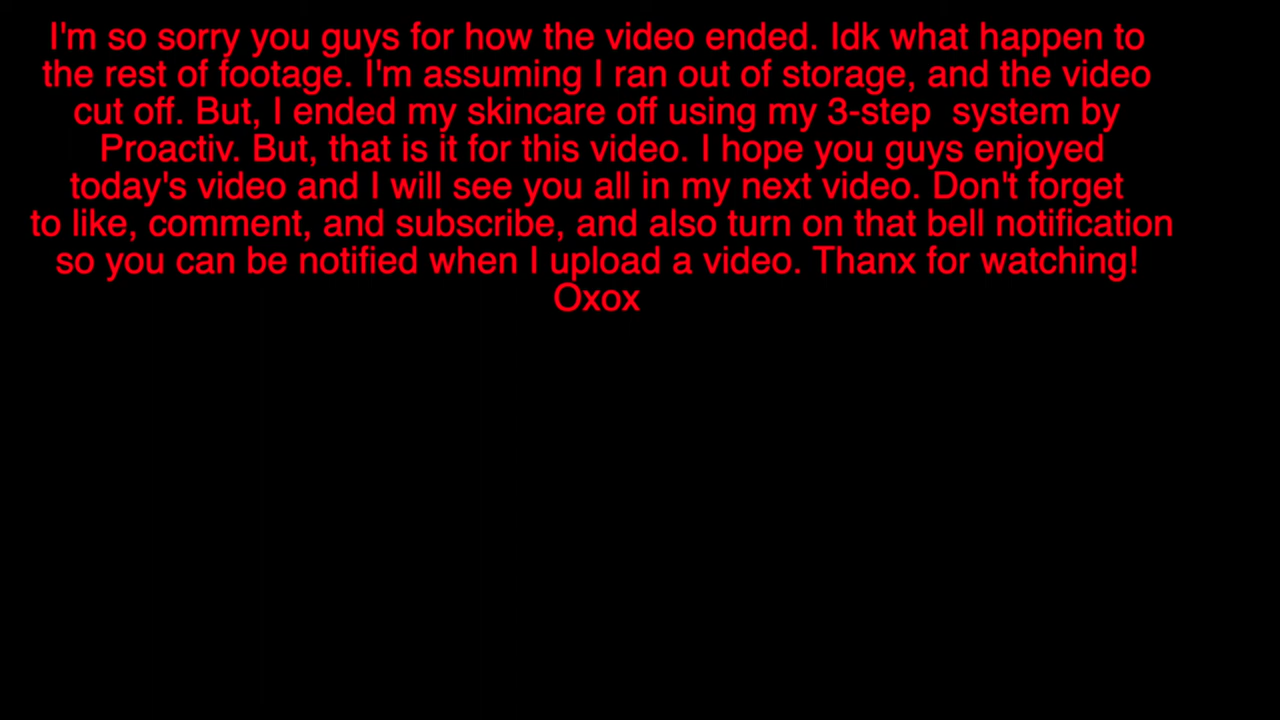 I'm so sorry you guys for how the video ended. Idk what happen to
the rest of footage. I'm assuming I ran out of storage, and the video
cut off. But, I ended my skincare off using my 3-step  system by
Proactiv. But, that is it for this video. I hope you guys enjoyed
today's video and I will see you all in my next video. Don't forget
to like, comment, and subscribe, and also turn on that bell notification
so you can be notified when I upload a video. Thanx for watching!
Oxox